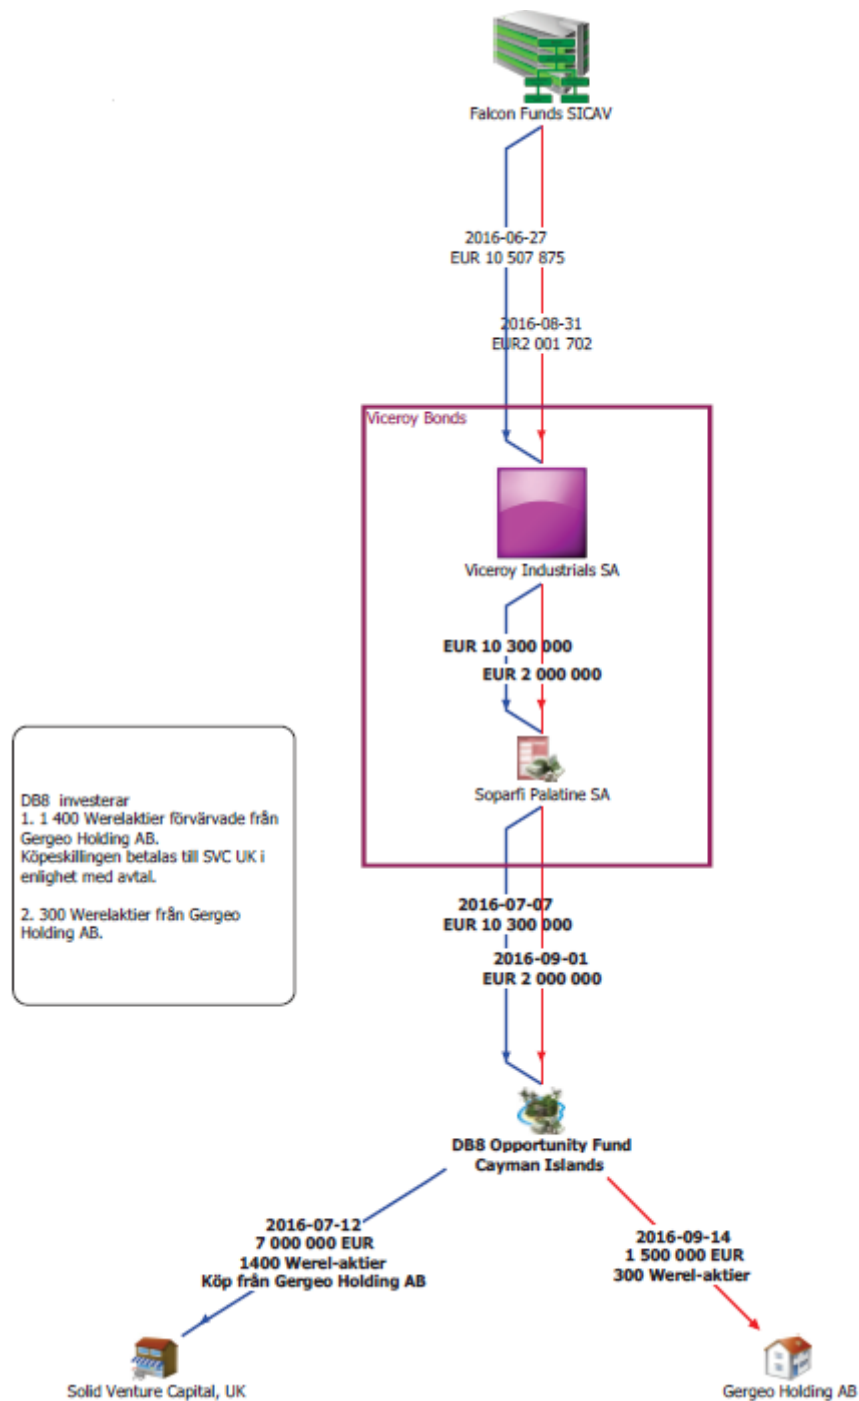 Falcon Funds SICAV
2016-06-27
EUR 10 507 875
2016-08-31
EUR2 001 702
Viceroy Bonds
Viceroy Industrials SA
EUR 10 300 000
EUR 2 000 000
Soparfi Palatine SA
DB8 investerar
1. 1 400 Werelaktier förvärvade från
Gergeo Holding AB.
Köpeskillingen betalas till SVC UK i
enlighet med avtal.
2. 300 Werelaktier från Gergeo
Holding AB.
2016-07-07
EUR 10 300 000
2016-09-01
EUR 2 000 000
DB8 Opportunity Fund
Cayman Islands
2016-07-12
7 000 000 EUR
1400 Werel-aktier
Köp från Gergeo Holding AB
2016-09-14
1 500 000 EUR
300 Werel-aktier
Solid Venture Capital, UK
Gergeo Holding AB